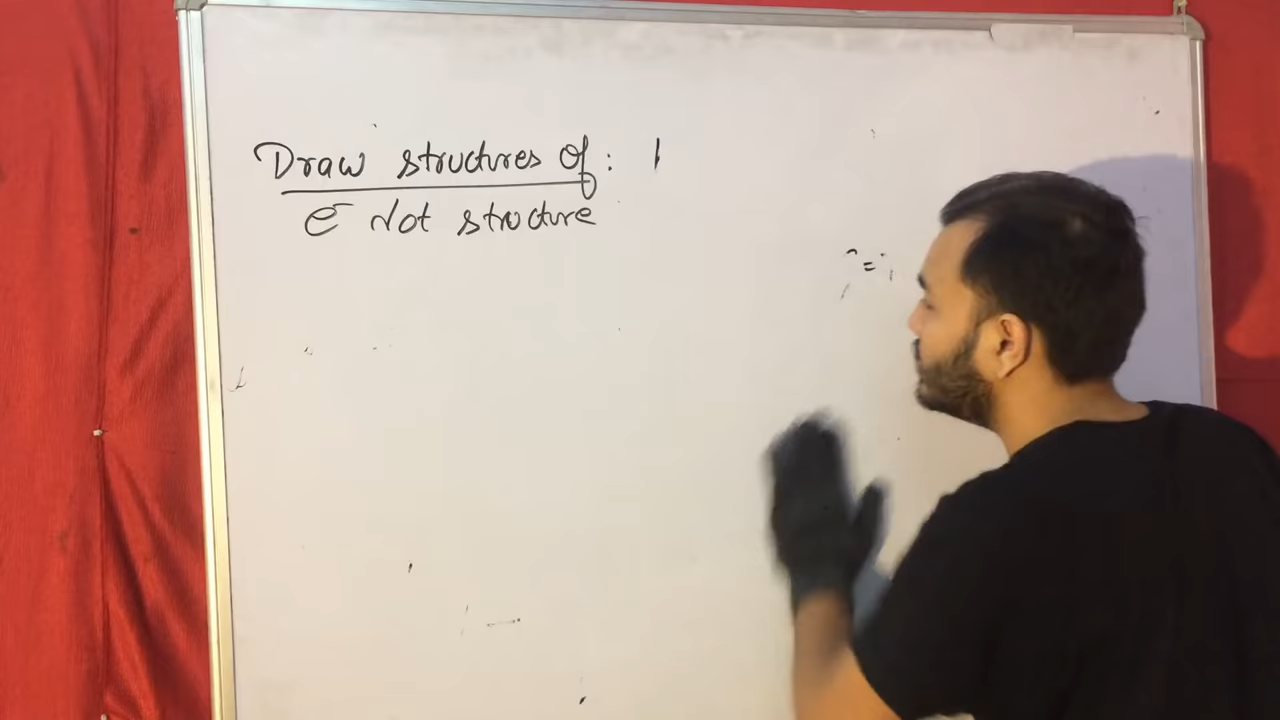 Draw structures of : 1
e⁻ dot structure